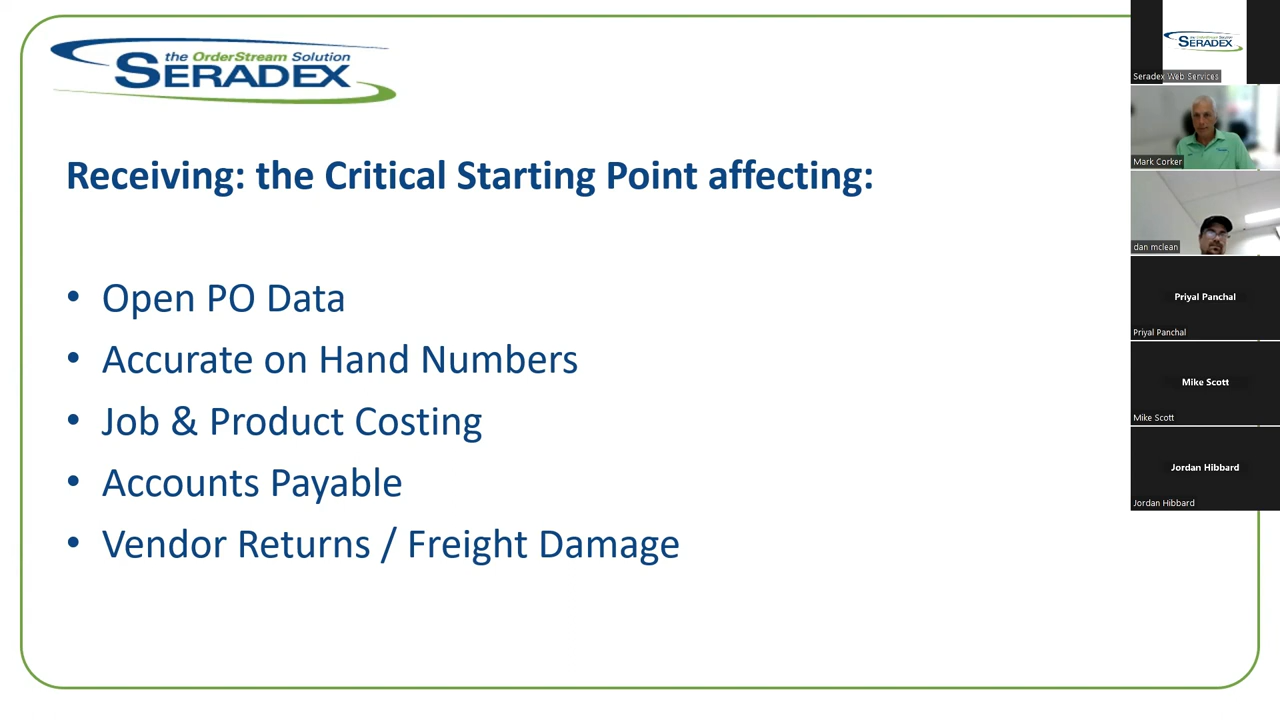 the OrderStream Solution
SERADEX
Receiving: the Critical Starting Point affecting:
• Open PO Data
• Accurate on Hand Numbers
• Job & Product Costing
• Accounts Payable
• Vendor Returns / Freight Damage
SERADEX
Seradex Web Services
Mark Corker
dan mclean
Priyal Panchal
Priyal Panchal
Mike Scott
Mike Scott
Jordan Hibbard
Jordan Hibbard